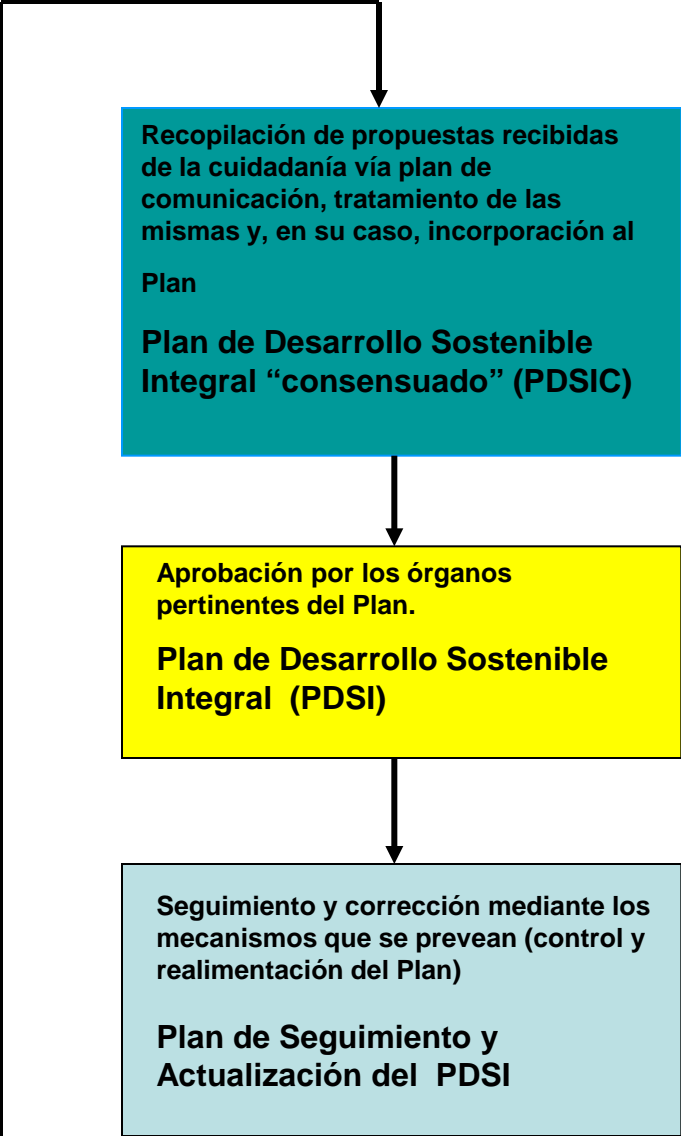 Recopilación de propuestas recibidas
de la cuidadanía vía plan de
comunicación, tratamiento de las
mismas y, en su caso, incorporación al
Plan
Plan de Desarrollo Sostenible
Integral “consensuado” (PDSIC)
Aprobación por los órganos
pertinentes del Plan.
Plan de Desarrollo Sostenible
Integral (PDSI)
Seguimiento y corrección mediante los
mecanismos que se prevean (control y
realimentación del Plan)
Plan de Seguimiento y
Actualización del PDSI